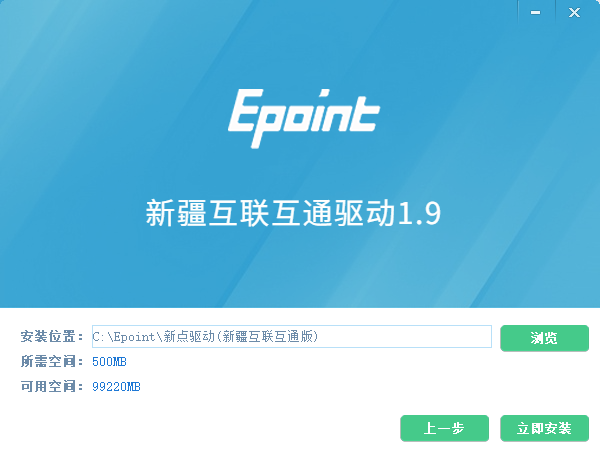 Epoint
新疆互联互通驱动1.9
安装位置： C:\Epoint\新点驱动(新疆互联互通版) 浏览
所需空间： 500MB
可用空间： 99220MB
上一步 立即安装